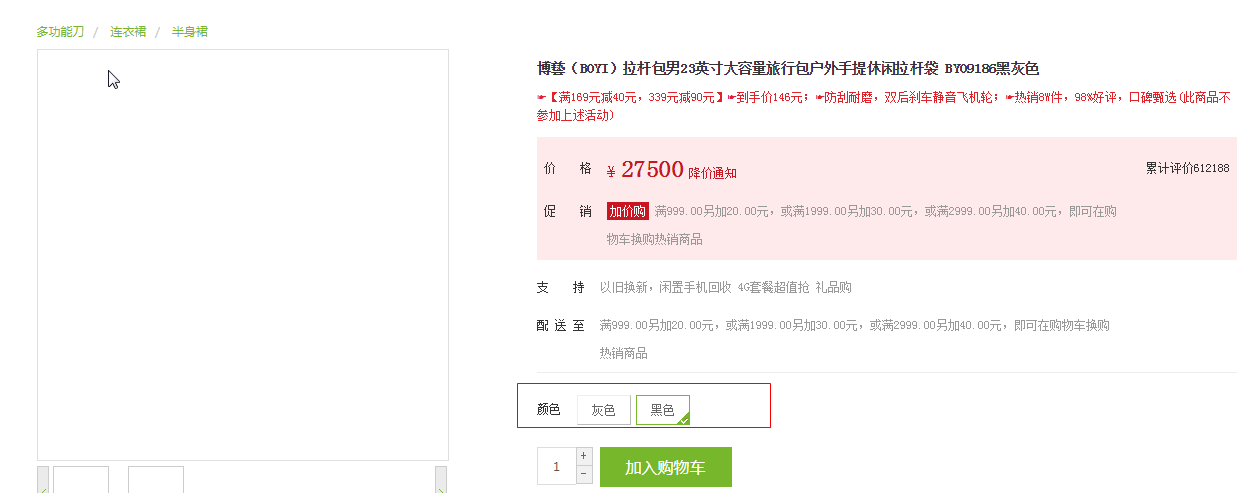 多功能刀 / 连衣裙 / 半身裙
博藝（BOYI）拉杆包男23英寸大容量旅行包户外手提休闲拉杆袋 BY09186黑灰色
☛【满169元减40元，339元减90元】☛到手价146元；☛防刮耐磨，双后刹车静音飞机轮；☛热销8W件，98%好评，口碑甄选(此商品不
参加上述活动)
价 格 ¥ 27500 降价通知 累计评价612188
促 销 加价购 满999.00另加20.00元，或满1999.00另加30.00元，或满2999.00另加40.00元，即可在购
物车换购热销商品
支 持 以旧换新，闲置手机回收 4G套餐超值抢 礼品购
配 送 至 满999.00另加20.00元，或满1999.00另加30.00元，或满2999.00另加40.00元，即可在购物车换购
热销商品
颜色 灰色 黑色
1 + - 加入购物车